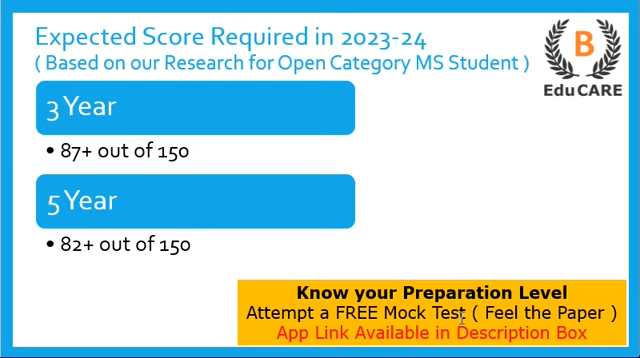 Expected Score Required in 2023-24
( Based on our Research for Open Category MS Student )
B
EduCARE
3 Year
• 87+ out of 150
5 Year
• 82+ out of 150
Know your Preparation Level
Attempt a FREE Mock Test ( Feel the Paper )
App Link Available in Description Box